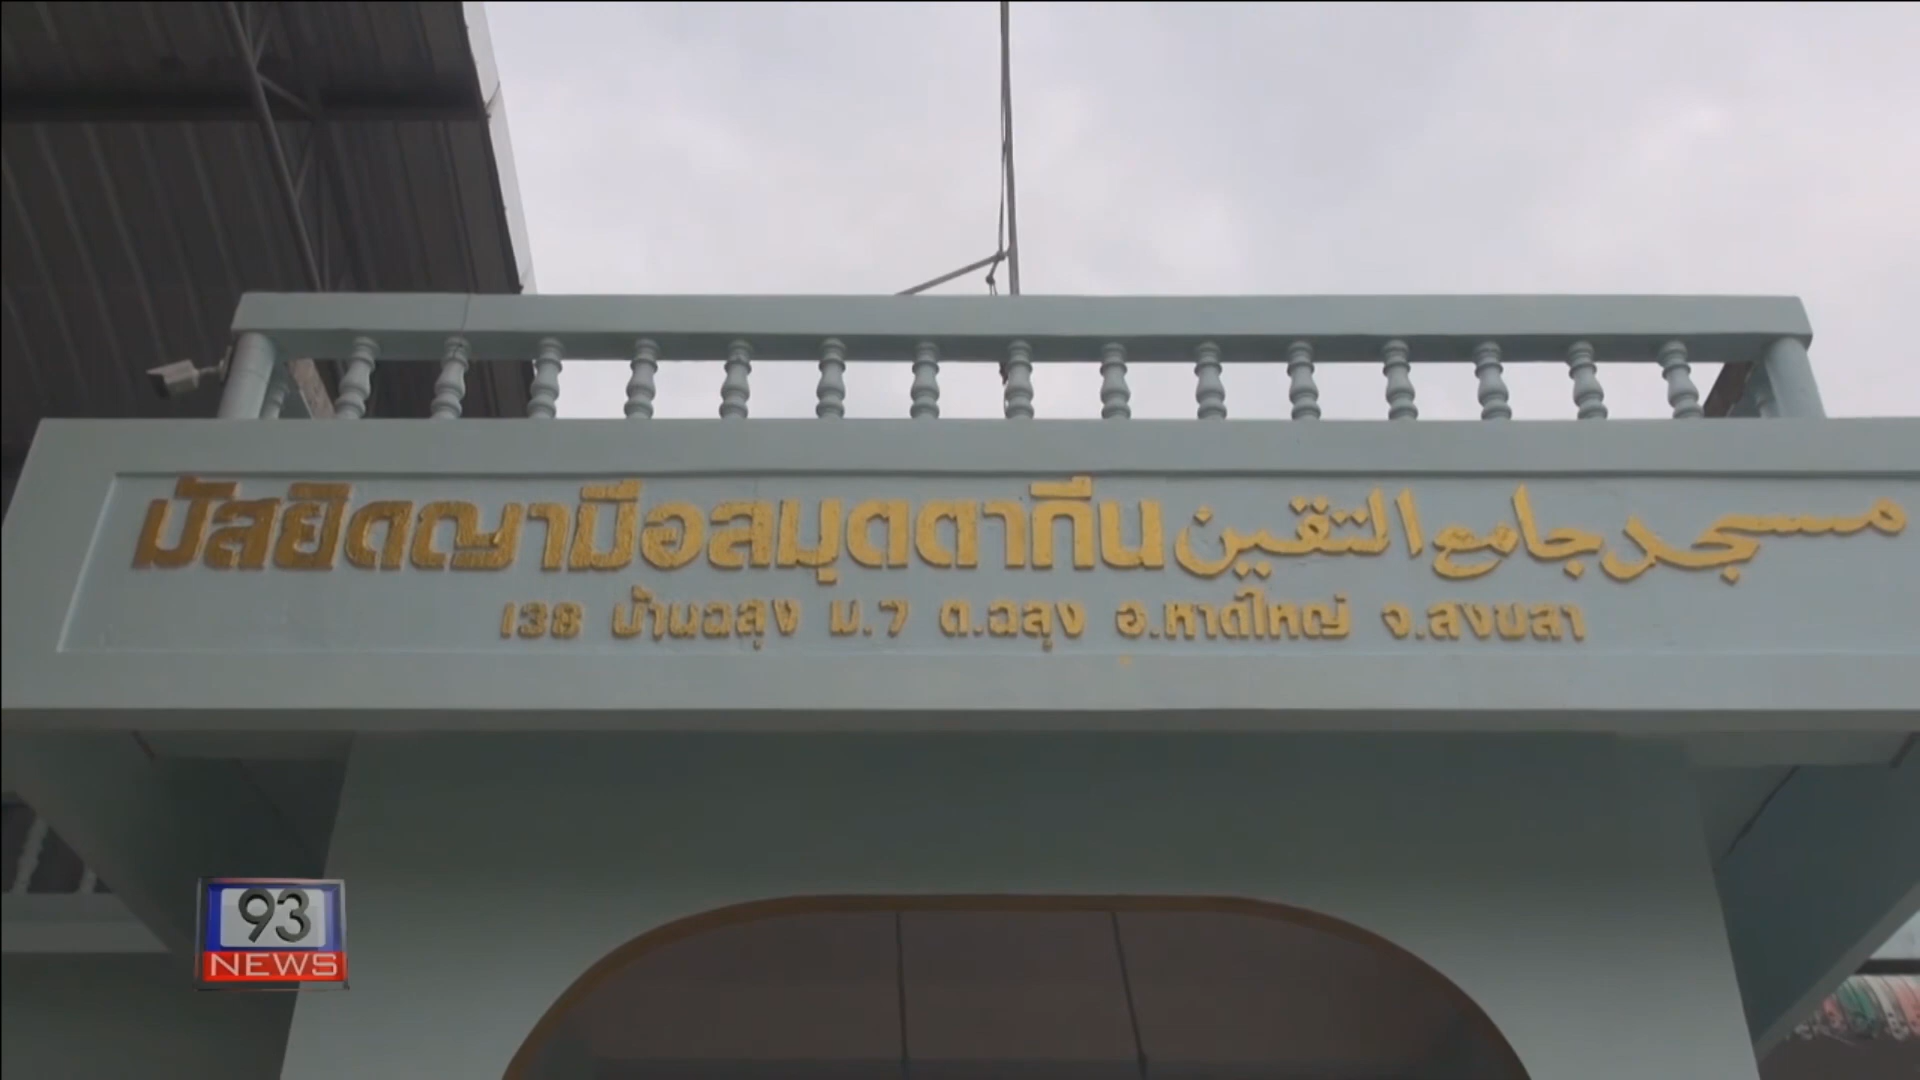 มัสยิดญามือสมุดตากีน مسجد جامع التقين
138 บ้านฉลุง ม.7 ต.ฉลุง อ.หาดใหญ่ จ.สงขลา
93
NEWS